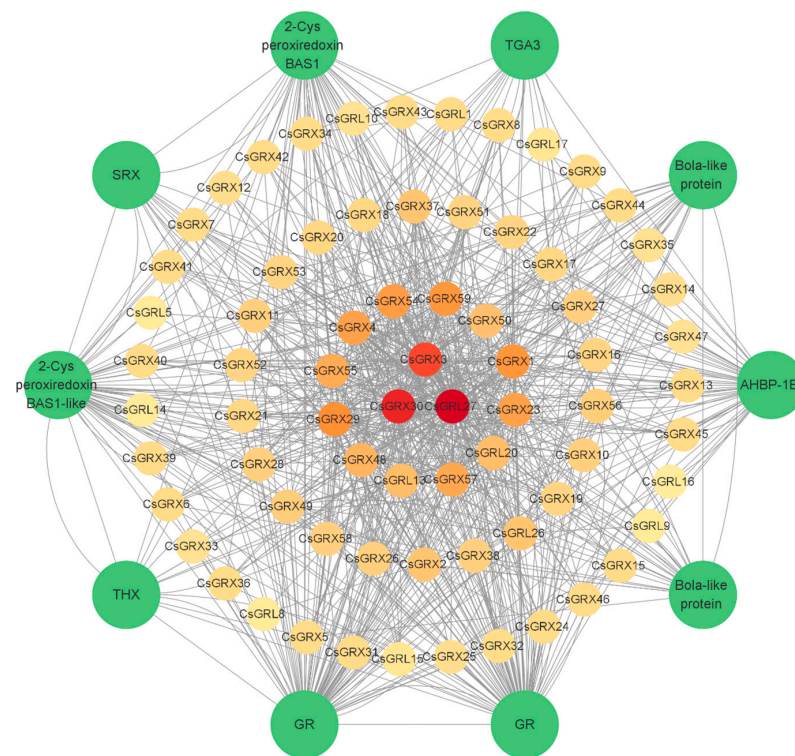 2-Cys
peroxiredoxin
BAS1
TGA3
CsGRL10
CsGRX43
CsGRL1
CsGRX8
CsGRX34
CsGRL17
CsGRX42
CsGRX9
SRX
Bola-like
protein
CsGRX12
CsGRX44
CsGRX7
CsGRX18
CsGRX37
CsGRX51
CsGRX22
CsGRX35
CsGRX20
CsGRX41
CsGRX53
CsGRX17
CsGRX14
CsGRL5
CsGRX11
CsGRX54
CsGRX59
CsGRX27
CsGRX4
CsGRX50
CsGRX47
CsGRX40
CsGRX52
CsGRX55
CsGRX3
CsGRX1
CsGRX16
2-Cys
peroxiredoxin
BAS1-like
AHBP-1B
CsGRX13
CsGRL14
CsGRX21
CsGRX29
CsGRX30
CsGRL27
CsGRX23
CsGRX56
CsGRX45
CsGRX39
CsGRX28
CsGRX48
CsGRL13
CsGRX57
CsGRL20
CsGRX10
CsGRL16
CsGRX6
CsGRX49
CsGRX19
CsGRL9
CsGRX33
CsGRX58
CsGRX26
CsGRX2
CsGRX38
CsGRL26
CsGRX15
THX
CsGRX36
CsGRX46
Bola-like
protein
CsGRL8
CsGRX5
CsGRX31
CsGRL15
CsGRX25
CsGRX32
CsGRX24
GR
GR